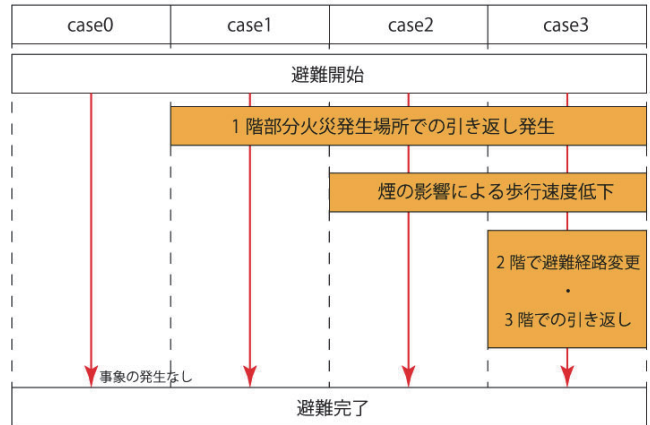 case0
case1
case2
case3
避難開始
1階部分火災発生場所での引き返し発生
煙の影響による歩行速度低下
2階で避難経路変更
・
3階での引き返し
事象の発生なし
避難完了